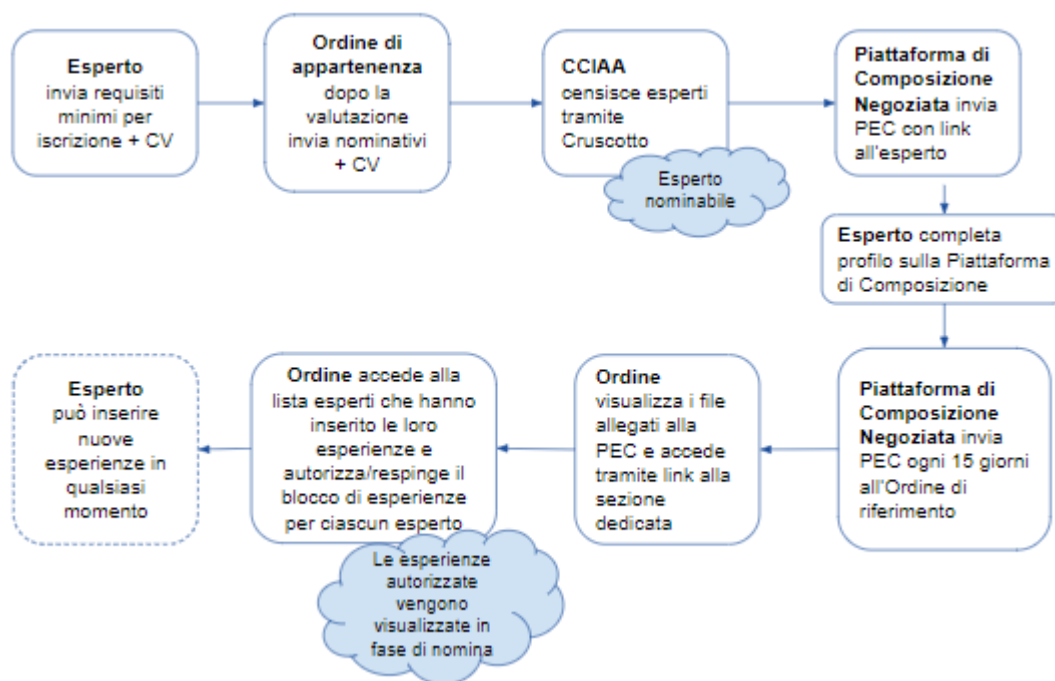 Esperto
invia requisiti
minimi per
iscrizione + CV
Ordine di
appartenenza
dopo la
valutazione
invia nominativi
+ CV
CCIAA
censisce esperti
tramite
Cruscotto
Esperto
nominabile
Piattaforma di
Composizione
Negoziata invia
PEC con link
all'esperto
Esperto completa
profilo sulla Piattaforma
di Composizione
Piattaforma di
Composizione
Negoziata invia
PEC ogni 15 giorni
all'Ordine di
riferimento
Ordine
visualizza i file
allegati alla
PEC e accede
tramite link alla
sezione
dedicata
Ordine accede alla
lista esperti che hanno
inserito le loro
esperienze e
autorizza/respinge il
blocco di esperienze
per ciascun esperto
Le esperienze
autorizzate
vengono
visualizzate in
fase di nomina
Esperto
può inserire
nuove
esperienze in
qualsiasi
momento